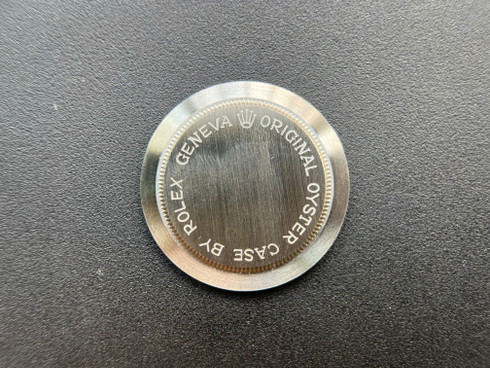 ORIGINAL OYSTER CASE BY ROLEX GENEVA